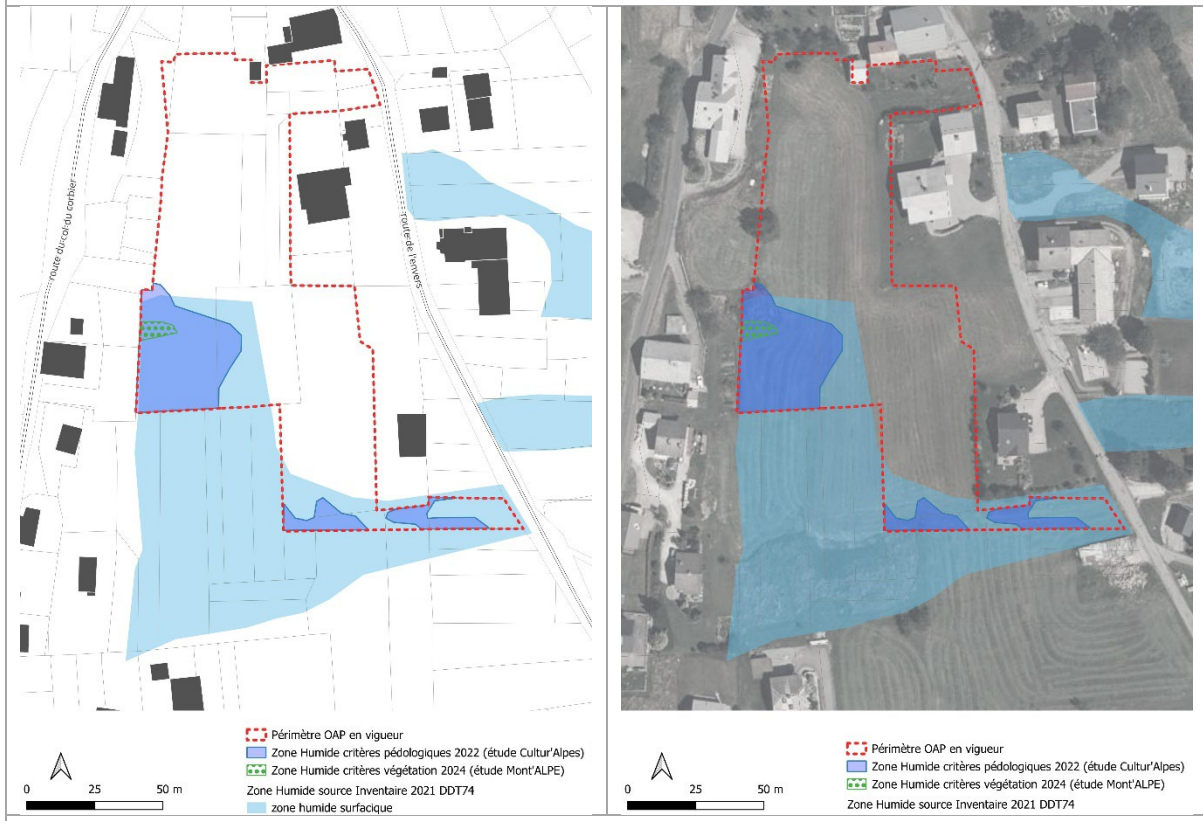 route du col du corbier
route de l'envers
Périmètre OAP en vigueur
Zone Humide critères pédologiques 2022 (étude Cultur'Alpes)
Zone Humide critères végétation 2024 (étude Mont'ALPE)
Zone Humide source Inventaire 2021 DDT74
zone humide surfacique
0 25 50 m
Périmètre OAP en vigueur
Zone Humide critères pédologiques 2022 (étude Cultur'Alpes)
Zone Humide critères végétation 2024 (étude Mont'ALPE)
Zone Humide source Inventaire 2021 DDT74
0 25 50 m